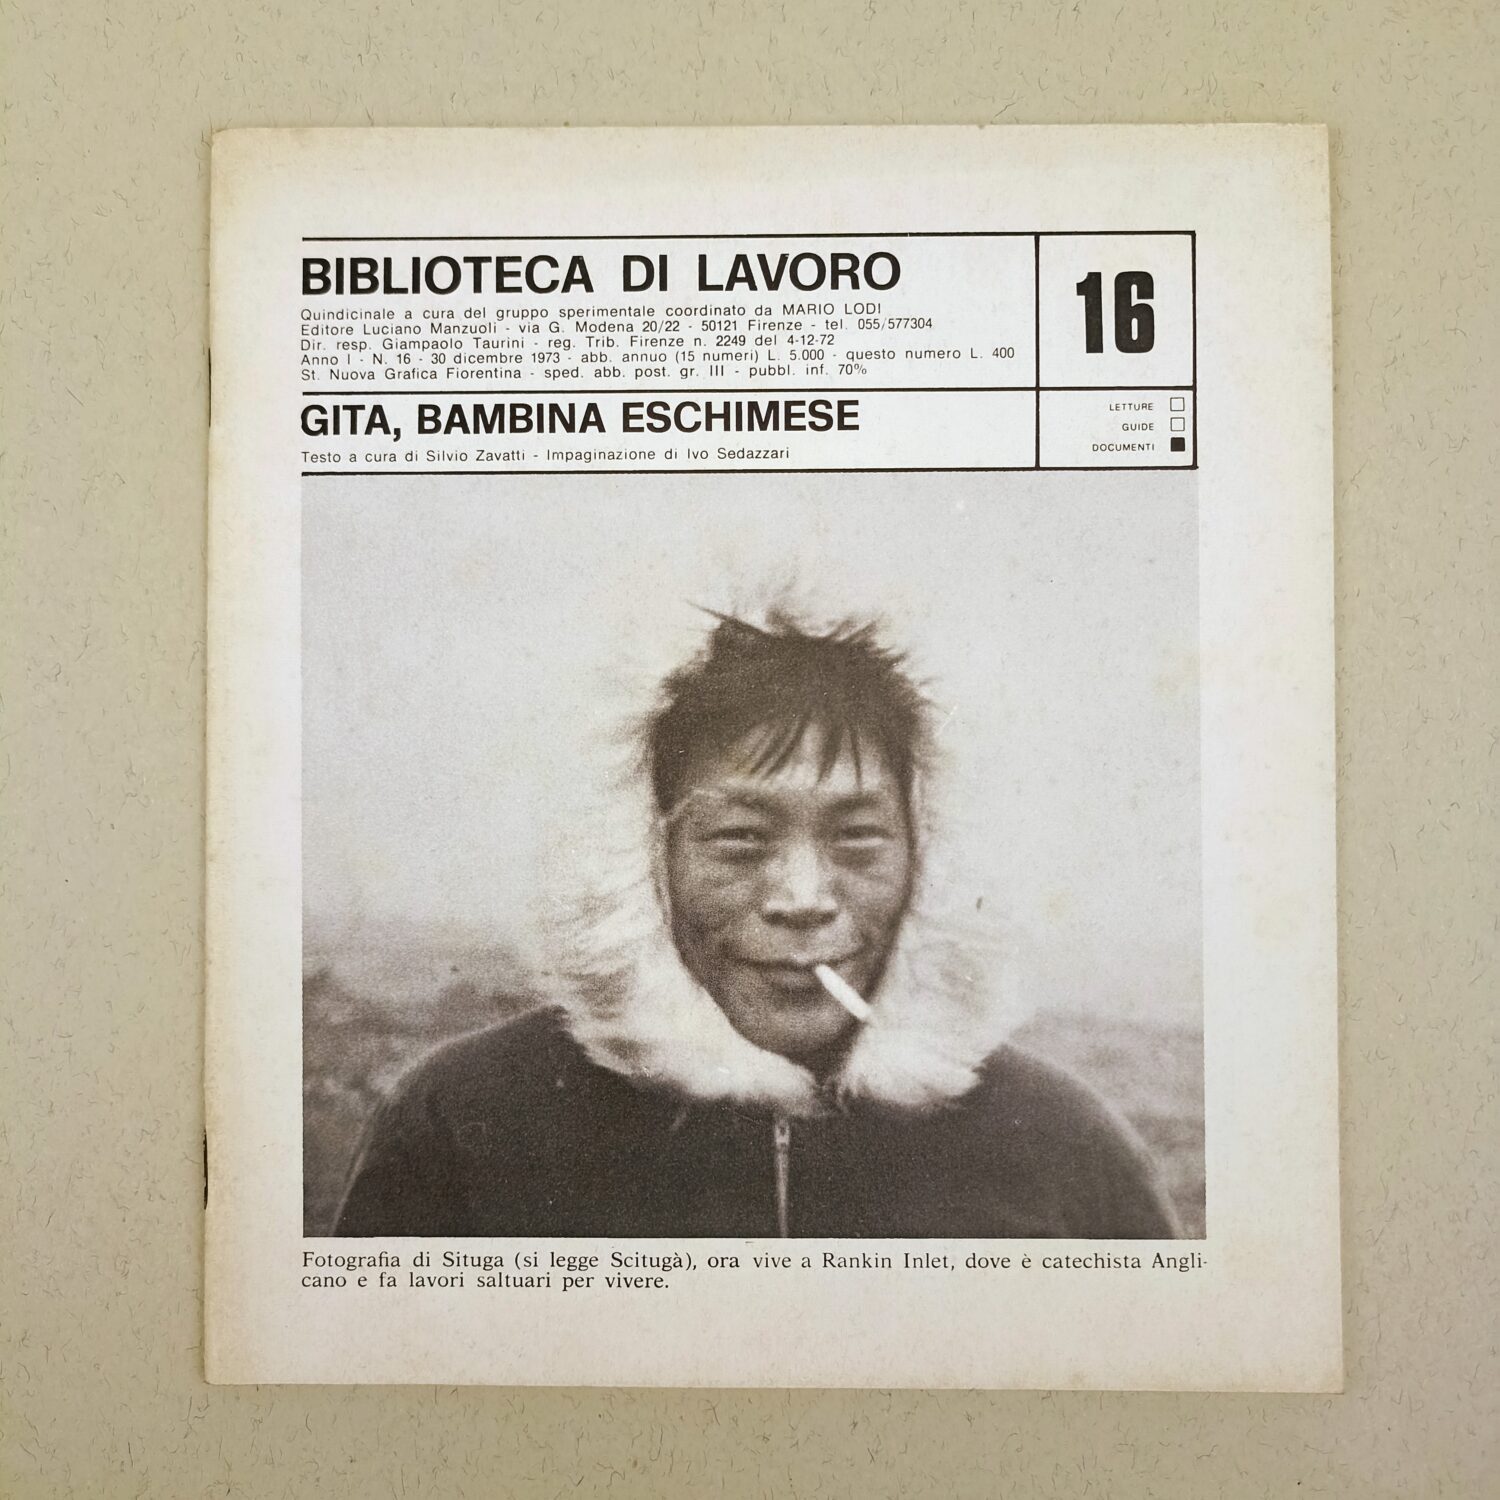 BIBLIOTECA DI LAVORO
Quindicinale a cura del gruppo sperimentale coordinato da MARIO LODI
Editore Luciano Manzuoli - via G. Modena 20/22 - 50121 Firenze - tel. 055/577304
Dir. resp. Giampaolo Taurini - reg. Trib. Firenze n. 2249 del 4-12-72
Anno I - N. 16 - 30 dicembre 1973 - abb. annuo (15 numeri) L. 5.000 - questo numero L. 400
St. Nuova Grafica Fiorentina - sped. abb. post. gr. III - pubbl. inf. 70%
16
GITA, BAMBINA ESCHIMESE
Testo a cura di Silvio Zavatti - Impaginazione di Ivo Sedazzari
LETTURE
GUIDE
DOCUMENTI
Fotografia di Situga (si legge Scitugà), ora vive a Rankin Inlet, dove è catechista Angli-
cano e fa lavori saltuari per vivere.